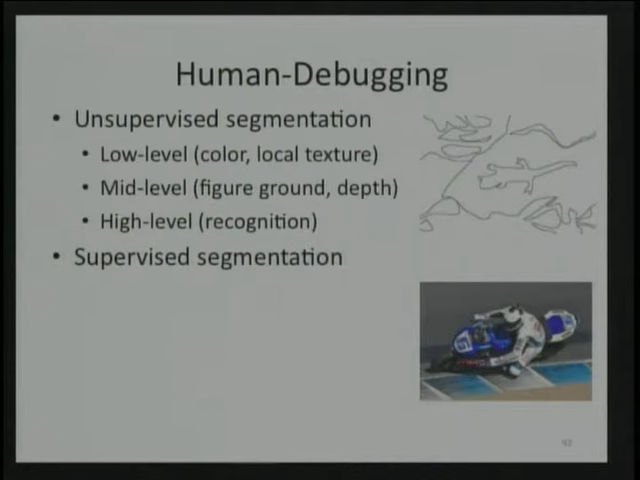 Human-Debugging
• Unsupervised segmentation
• Low-level (color, local texture)
• Mid-level (figure ground, depth)
• High-level (recognition)
• Supervised segmentation